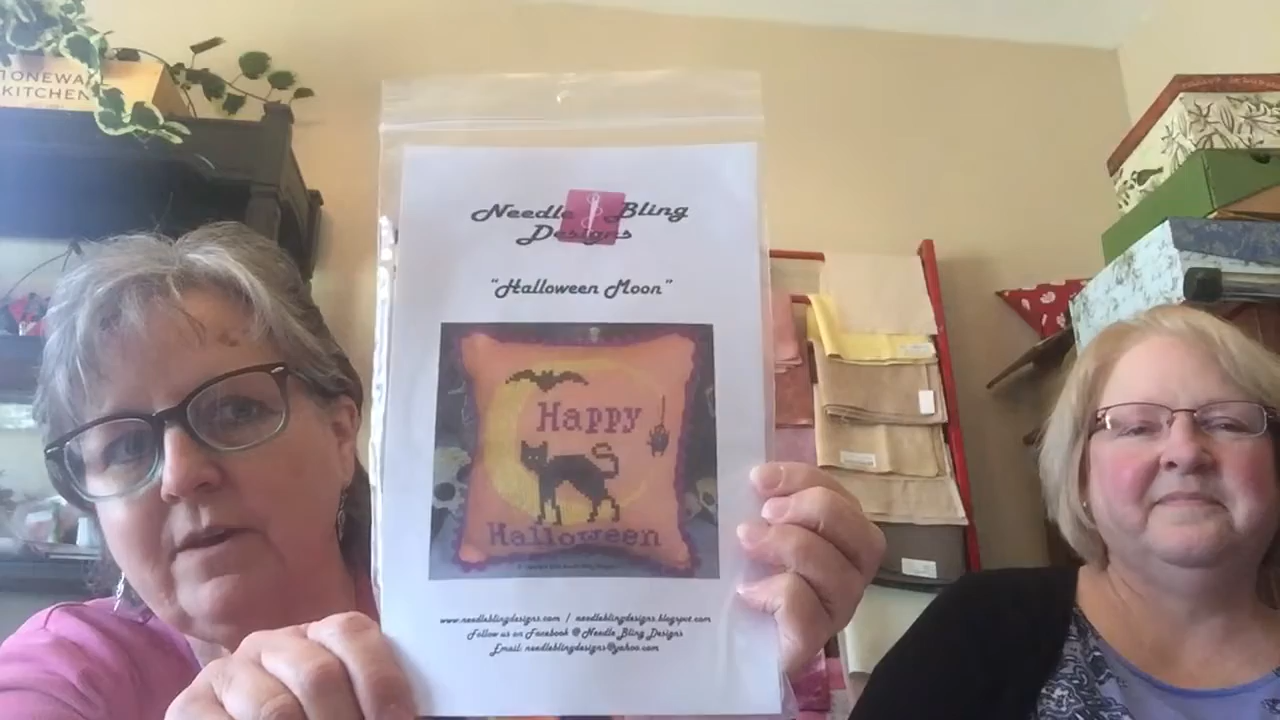 STONEWALL
KITCHEN
Needle Bling
Designs
"Halloween Moon"
Happy
Halloween
www.needleblingdesigns.com / needleblingdesigns.blogspot.com
Follow us on Facebook @ Needle Bling Designs
Email: needleblingdesigns@yahoo.com